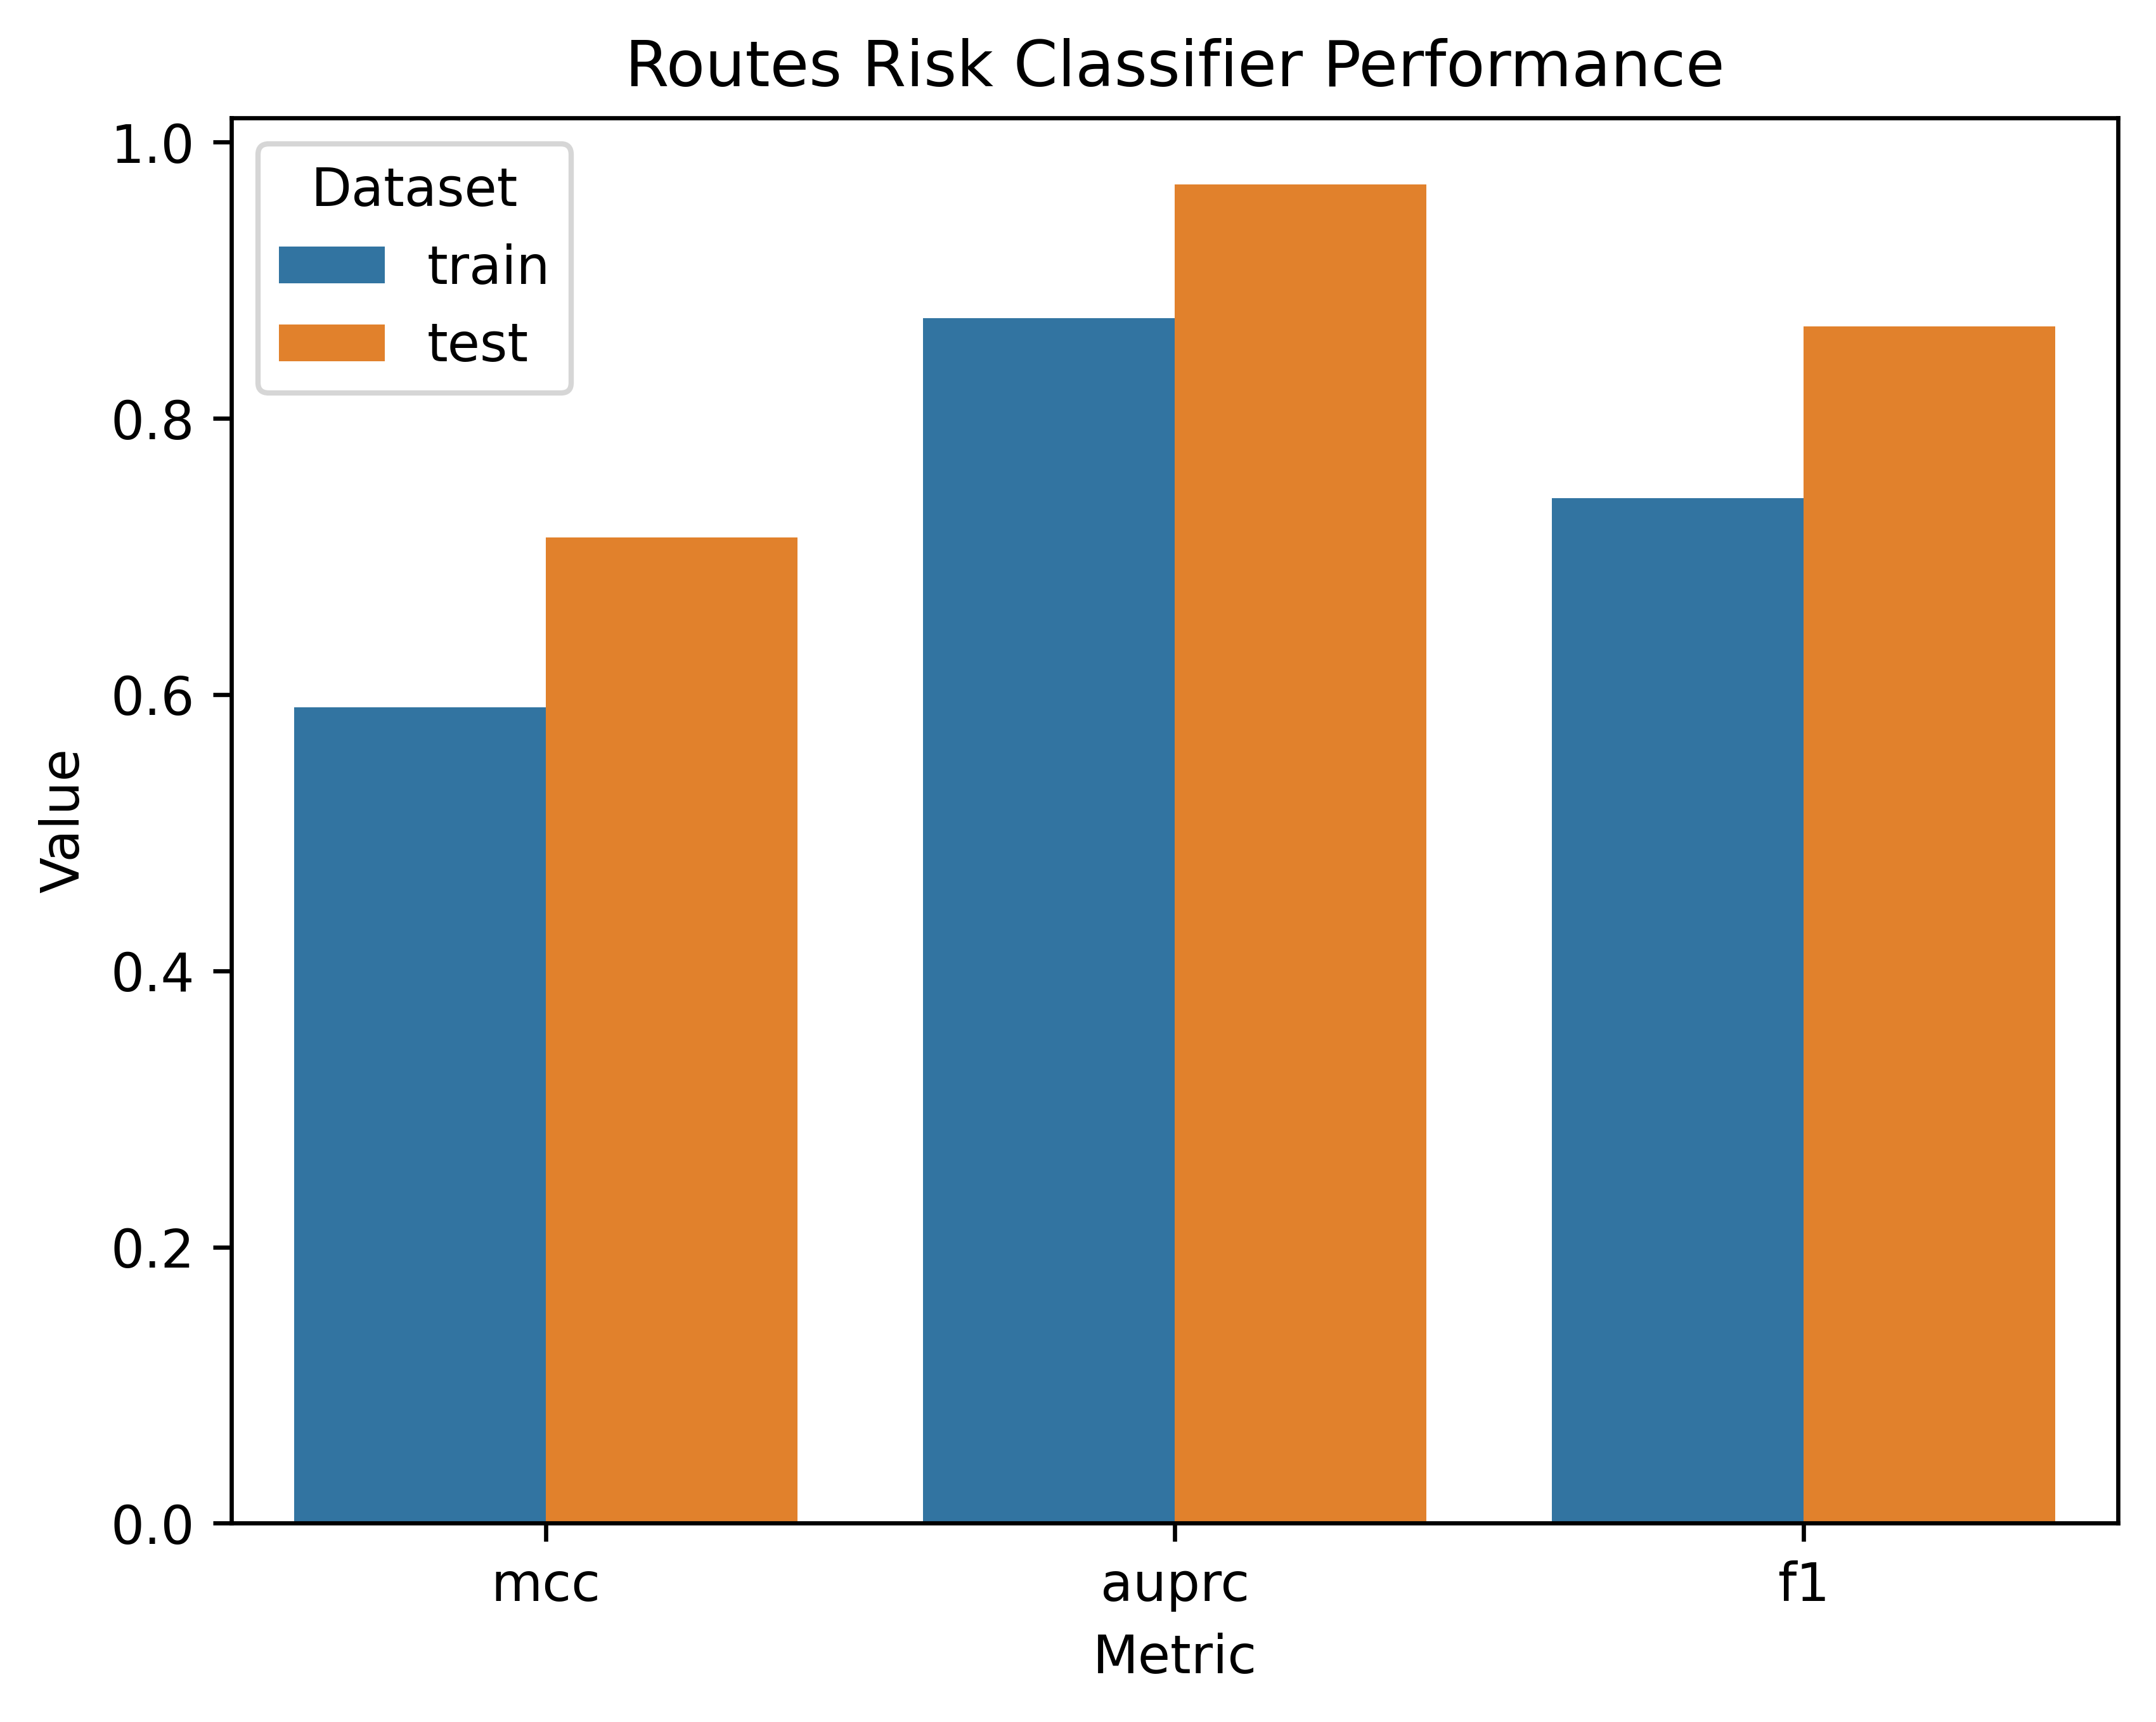 Routes Risk Classifier Performance
1.0
0.8
0.6
0.4
0.2
0.0
Value
Dataset
train
test
mcc
auprc
f1
Metric